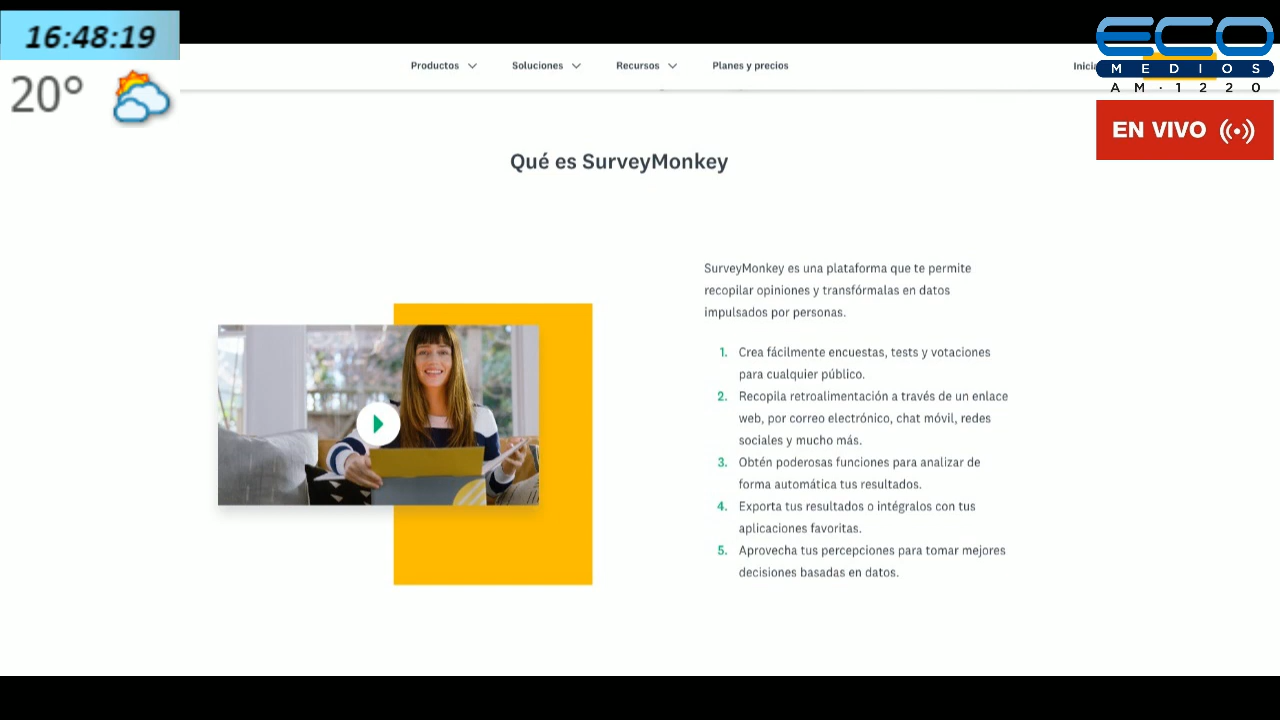 16:48:19
20°
Productos
Soluciones
Recursos
Planes y precios
ECO
MEDIOS
AM·1220
EN VIVO
Qué es SurveyMonkey
SurveyMonkey es una plataforma que te permite
recopilar opiniones y transfórmalas en datos
impulsados por personas.
1. Crea fácilmente encuestas, tests y votaciones
para cualquier público.
2. Recopila retroalimentación a través de un enlace
web, por correo electrónico, chat móvil, redes
sociales y mucho más.
3. Obtén poderosas funciones para analizar de
forma automática tus resultados.
4. Exporta tus resultados o intégralos con tus
aplicaciones favoritas.
5. Aprovecha tus percepciones para tomar mejores
decisiones basadas en datos.